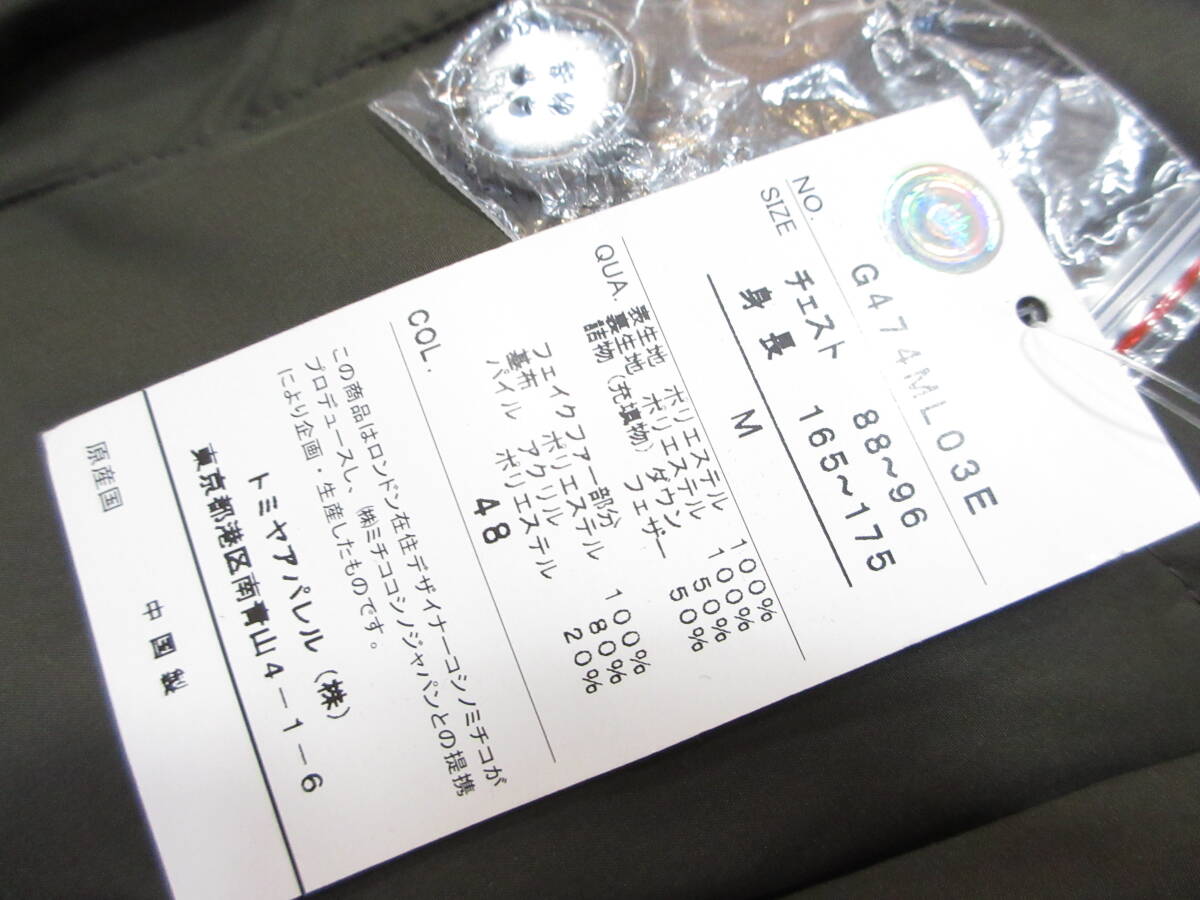 NO. G474ML03E
SIZE チェスト 88~96
身長 165~175
M
QUA. 表生地 ポリエステル 100%
裏生地 ポリエステル 100%
詰物(充填物) ダウン 50%
フェザー 50%
フェイクファー部分
基布 ポリエステル 100%
パイル アクリル 80%
ポリエステル 20%
COL. 48
この商品はロンドン在住デザイナーコシノミチコが
プロデュースし、㈱ミチココシノジャパンとの提携
により企画・生産したものです。
トミヤアパレル(株)
東京都港区南青山4-1-6
原産国 中国製